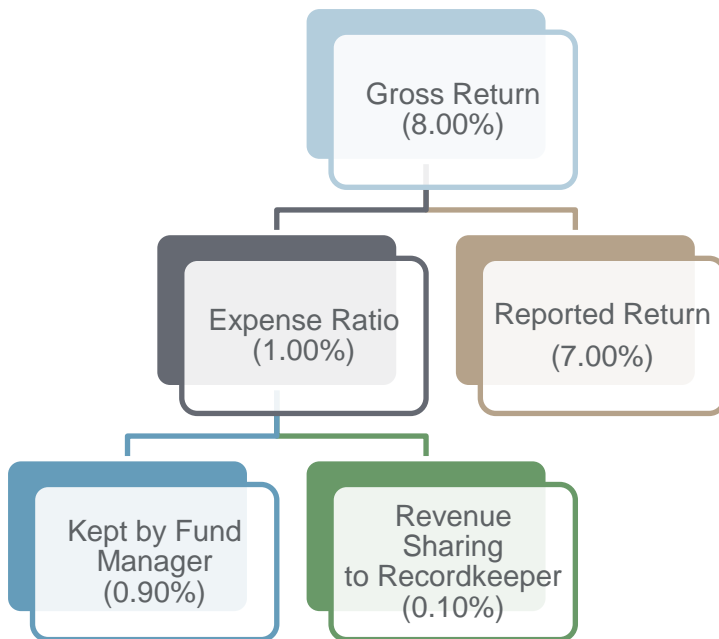 Gross Return
(8.00%)
Expense Ratio
(1.00%)
Reported Return
(7.00%)
Kept by Fund
Manager
(0.90%)
Revenue
Sharing
to Recordkeeper
(0.10%)